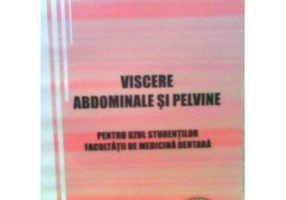 VISCERE
ABDOMINALE ȘI PELVINE
PENTRU UZUL STUDENȚILOR
FACULTĂȚII DE MEDICINĂ DENTARĂ